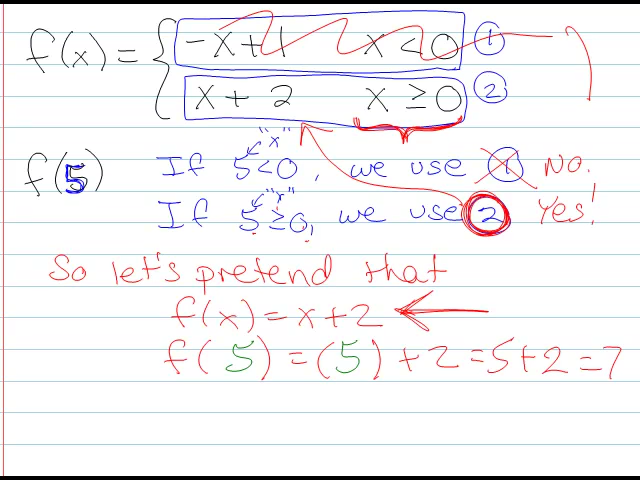 f(x) = { -x+1 x < 0 ①
x + 2 x ≥ 0 ②
"x"
f(5) If 5 < 0, we use ① No.
"x"
If 5 ≥ 0, we use ② Yes!
So let's pretend that
f(x) = x + 2
f(5) = (5) + 2 = 5 + 2 = 7